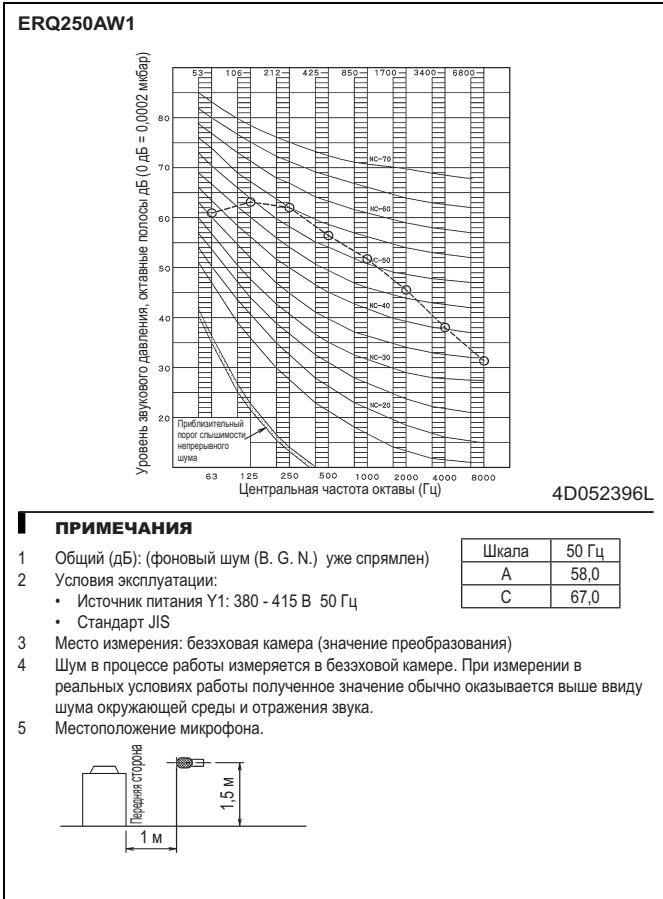 ERQ250AW1
Уровень звукового давления, октавные полосы дБ (0 дБ = 0,0002 мкбар)
53 106 212 425 850 1700 3400 6800
80
70
60
50
40
30
20
NC-70
NC-60
NC-50
NC-40
NC-30
NC-20
Приблизительный
порог слышимости
непрерывного
шума
63 125 250 500 1000 2000 4000 8000
Центральная частота октавы (Гц)
4D052396L
ПРИМЕЧАНИЯ
1 Общий (дБ): (фоновый шум (B. G. N.) уже спрямлен)
Шкала 50 Гц
A 58,0
C 67,0
2 Условия эксплуатации:
• Источник питания Y1: 380 - 415 В 50 Гц
• Стандарт JIS
3 Место измерения: безэховая камера (значение преобразования)
4 Шум в процессе работы измеряется в безэховой камере. При измерении в
реальных условиях работы полученное значение обычно оказывается выше ввиду
шума окружающей среды и отражения звука.
5 Местоположение микрофона.
Передняя сторона
1,5 м
1 м